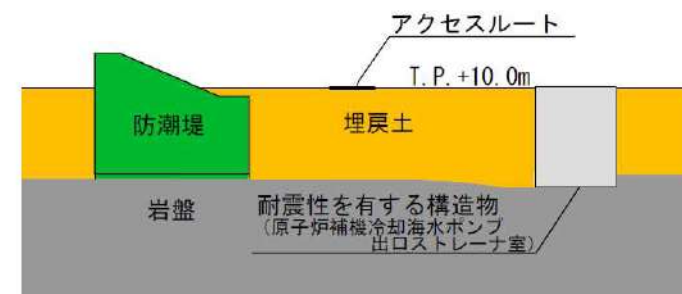 アクセスルート
T.P.+10.0m
防潮堤
埋戻土
岩盤
耐震性を有する構造物
(原子炉補機冷却海水ポンプ
出口ストレーナ室)